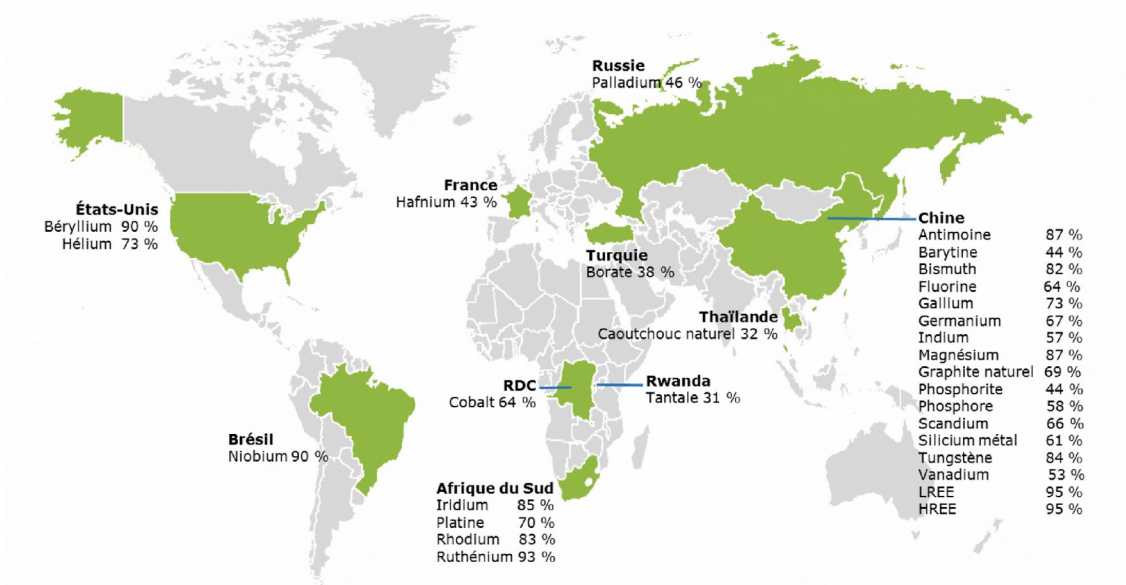 Russie
Palladium 46 %
France
Hafnium 43 %
États-Unis
Béryllium 90 %
Hélium 73 %
Turquie
Borate 38 %
Thaïlande
Caoutchouc naturel 32 %
Chine
Antimoine 87 %
Barytine 44 %
Bismuth 82 %
Fluorine 64 %
Gallium 73 %
Germanium 67 %
Indium 57 %
Magnésium 87 %
Graphite naturel 69 %
Phosphorite 44 %
Phosphore 58 %
Scandium 66 %
Silicium métal 61 %
Tungstène 84 %
Vanadium 53 %
LREE 95 %
HREE 95 %
RDC
Cobalt 64 %
Rwanda
Tantale 31 %
Brésil
Niobium 90 %
Afrique du Sud
Iridium 85 %
Platine 70 %
Rhodium 83 %
Ruthénium 93 %